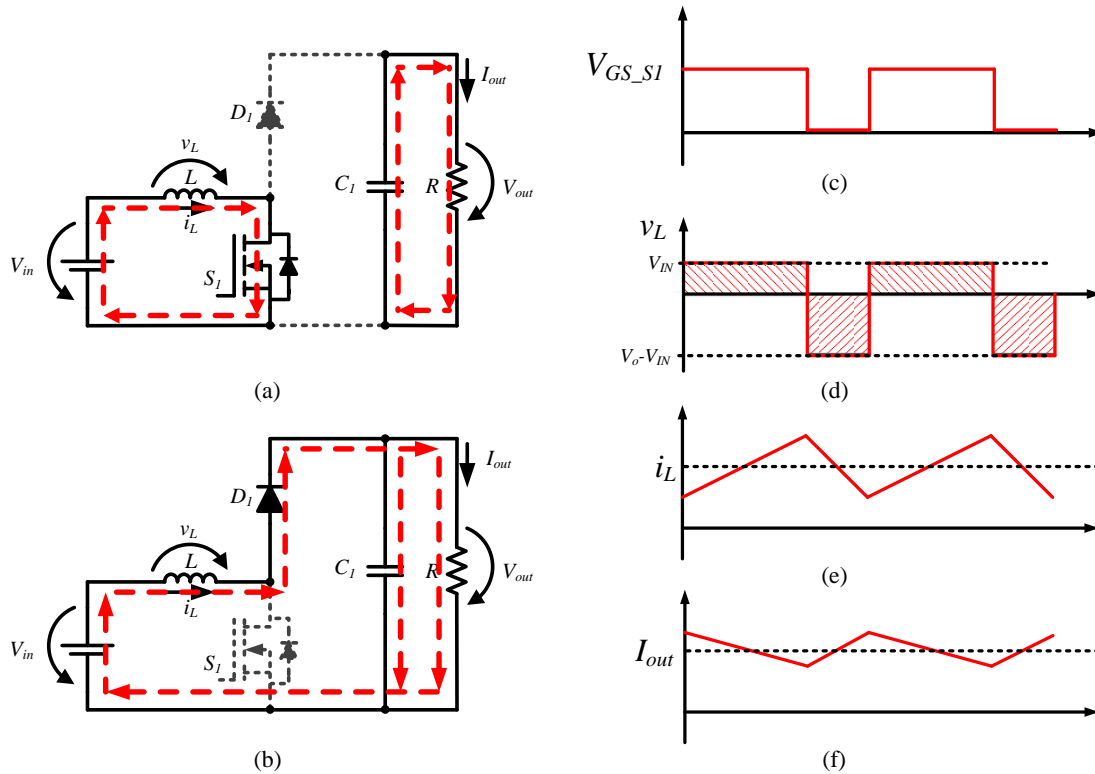 I_out
D_1
v_L
L
C_1
R
V_out
i_L
V_in
S_1
(a)
I_out
D_1
v_L
L
C_1
R
V_out
i_L
V_in
S_1
(b)
V_GS_S1
(c)
v_L
V_IN
V_o-V_IN
(d)
i_L
(e)
I_out
(f)